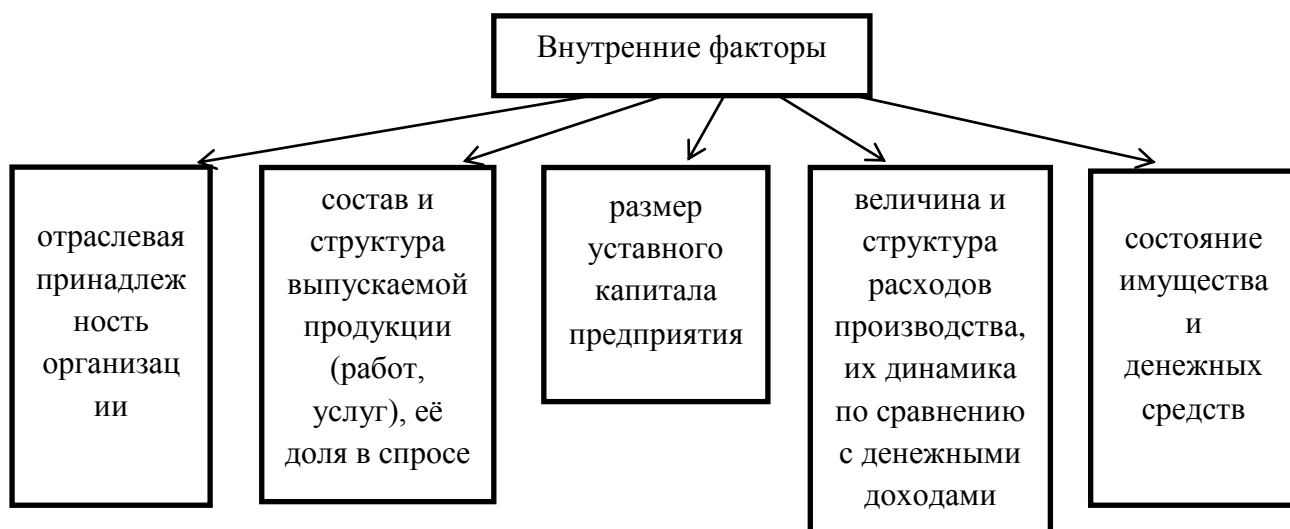 Внутренние факторы
отраслевая
принадлеж
ность
организац
ии
состав и
структура
выпускаемой
продукции
(работ,
услуг), её
доля в спросе
размер
уставного
капитала
предприятия
величина и
структура
расходов
производства,
их динамика
по сравнению
с денежными
доходами
состояние
имущества
и
денежных
средств